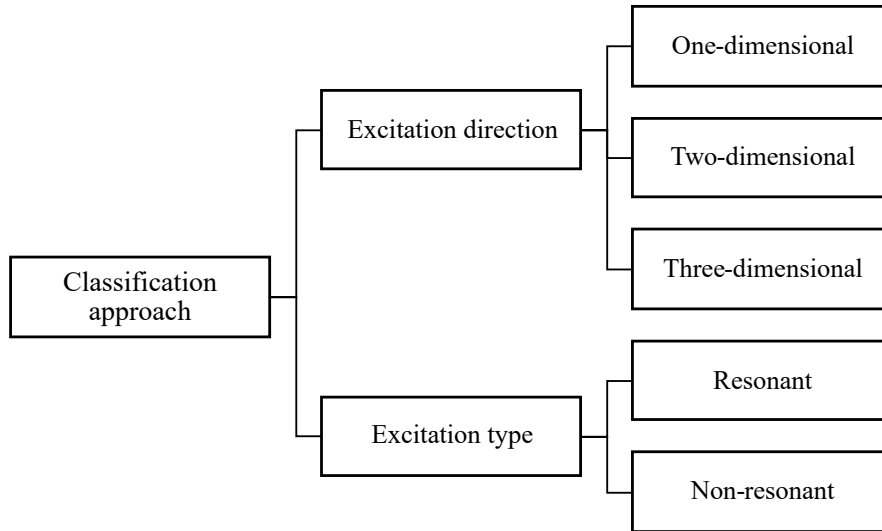 Classification
approach
Excitation direction
One-dimensional
Two-dimensional
Three-dimensional
Excitation type
Resonant
Non-resonant